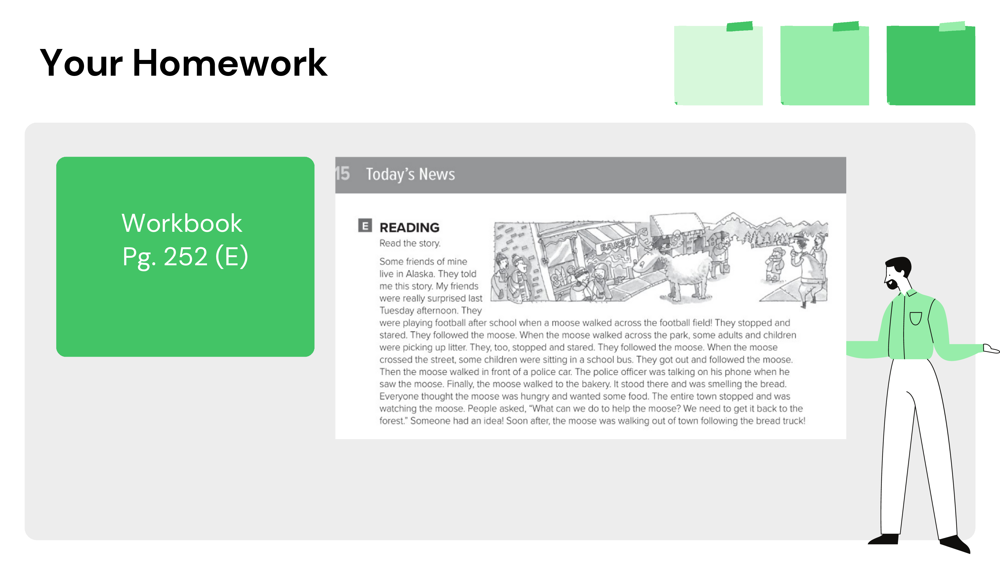 Your Homework
Workbook
Pg. 252 (E)
15 Today’s News
E READING
BAKERY
Read the story.
Some friends of mine
live in Alaska. They told
me this story. My friends
were really surprised last
Tuesday afternoon. They
were playing football after school when a moose walked across the football field! They stopped and
stared. They followed the moose. When the moose walked across the park, some adults and children
were picking up litter. They, too, stopped and stared. They followed the moose. When the moose
crossed the street, some children were sitting in a school bus. They got out and followed the moose.
Then the moose walked in front of a police car. The police officer was talking on his phone when he
saw the moose. Finally, the moose walked to the bakery. It stood there and was smelling the bread.
Everyone thought the moose was hungry and wanted some food. The entire town stopped and was
watching the moose. People asked, “What can we do to help the moose? We need to get it back to the
forest.” Someone had an idea! Soon after, the moose was walking out of town following the bread truck!